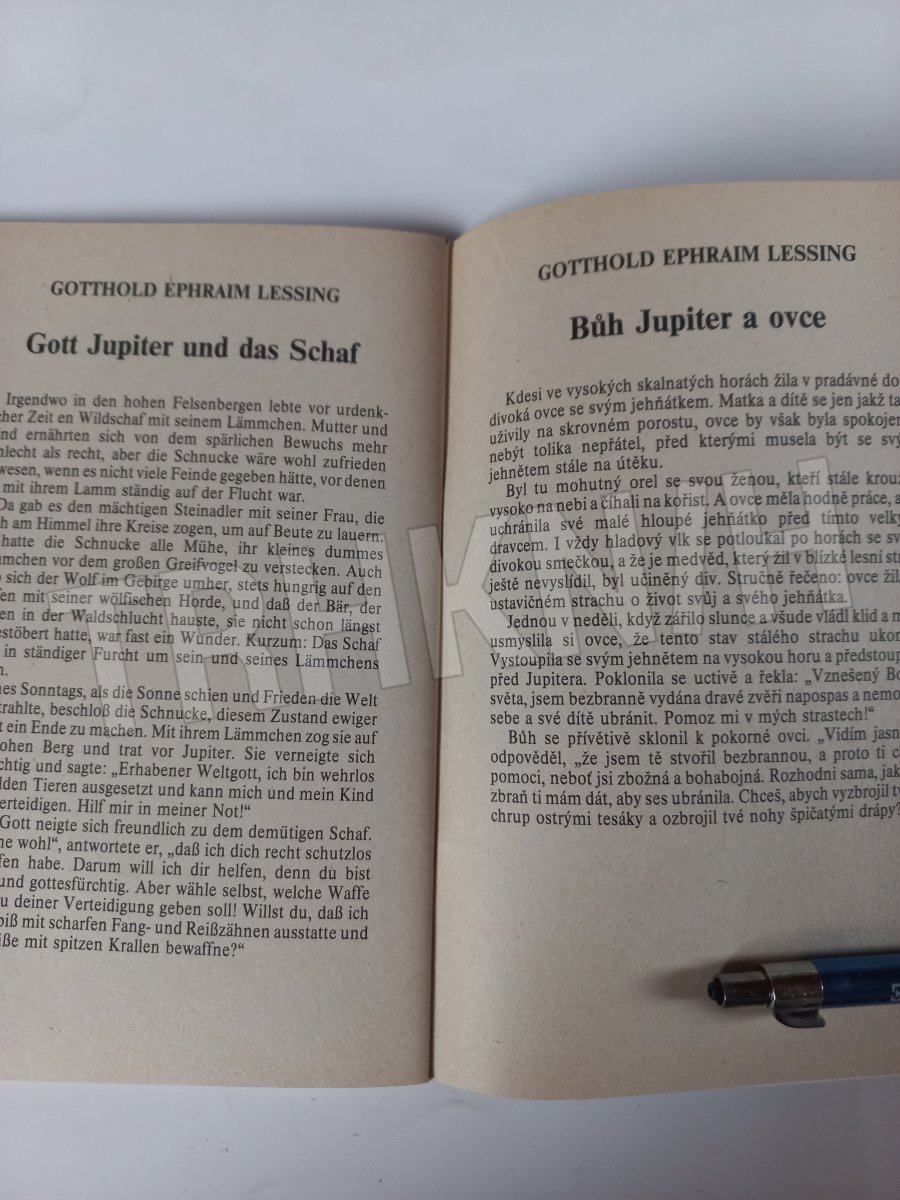 GOTTHOLD EPHRAIM LESSING
Gott Jupiter und das Schaf
Irgendwo in den hohen Felsenbergen lebte vor urdenk-
cher Zeit en Wildschaf mit seinem Lämmchen. Mutter und
nd ernährten sich von dem spärlichen Bewuchs mehr
hlecht als recht, aber die Schnucke wäre wohl zufrieden
wesen, wenn es nicht viele Feinde gegeben hätte, vor denen
mit ihrem Lamm ständig auf der Flucht war.
Da gab es den mächtigen Steinadler mit seiner Frau, die
h am Himmel ihre Kreise zogen, um auf Beute zu lauern.
hatte die Schnucke alle Mühe, ihr kleines dummes
mmchen vor dem großen Greifvogel zu verstecken. Auch
sich der Wolf im Gebirge umher, stets hungrig auf den
fen mit seiner wölfischen Horde, und daß der Bär, der
en in der Waldschlucht hauste, sie nicht schon längst
estöbert hatte, war fast ein Wunder. Kurzum: Das Schaf
in ständiger Furcht um sein und seines Lämmchens
n.
nes Sonntags, als die Sonne schien und Frieden die Welt
trahlte, beschloß die Schnucke, diesem Zustand ewiger
t ein Ende zu machen. Mit ihrem Lämmchen zog sie auf
ohen Berg und trat vor Jupiter. Sie verneigte sich
chtig und sagte: „Erhabener Weltgott, ich bin wehrlos
lden Tieren ausgesetzt und kann mich und mein Kind
erteidigen. Hilf mir in meiner Not!“
Gott neigte sich freundlich zu dem demütigen Schaf.
he wohl“, antwortete er, „daß ich dich recht schutzlos
ffen habe. Darum will ich dir helfen, denn du bist
und gottesfürchtig. Aber wähle selbst, welche Waffe
u deiner Verteidigung geben soll! Willst du, daß ich
biß mit scharfen Fang- und Reißzähnen ausstatte und
iße mit spitzen Krallen bewaffne?“
GOTTHOLD EPHRAIM LESSING
Bůh Jupiter a ovce
Kdesi ve vysokých skalnatých horách žila v pradávné do
divoká ovce se svým jehňátkem. Matka a dítě se jen jakž ta
uživily na skrovném porostu, ovce by však byla spokojen
nebýt tolika nepřátel, před kterými musela být se svý
jehnětem stále na útěku.
Byl tu mohutný orel se svou ženou, kteří stále krouž
vysoko na nebi a číhali na kořist. A ovce měla hodně práce, a
uchránila své malé hloupé jehňátko před tímto velký
dravcem. I vždy hladový vlk se potloukal po horách se sv
divokou smečkou, a že je medvěd, který žil v blízké lesní str
ještě nevyslídil, byl učiněný div. Stručně řečeno: ovce žila
ustavičném strachu o život svůj a svého jehňátka.
Jednou v neděli, když zářilo slunce a všude vládl klid a m
usmyslila si ovce, že tento stav stálého strachu ukon
Vystoupila se svým jehnětem na vysokou horu a předstoup
před Jupitera. Poklonila se uctivě a řekla: „Vznešený Bo
světa, jsem bezbranně vydána dravé zvěři napospas a nemo
sebe a své dítě ubránit. Pomoz mi v mých strastech!“
Bůh se přívětivě sklonil k pokorné ovci. „Vidím jasn
odpověděl, „že jsem tě stvořil bezbrannou, a proto ti c
pomoci, neboť jsi zbožná a bohabojná. Rozhodni sama, jak
zbraň ti mám dát, aby ses ubránila. Chceš, abych vyzbrojil tv
chrup ostrými tesáky a ozbrojil tvé nohy špičatými drápy?